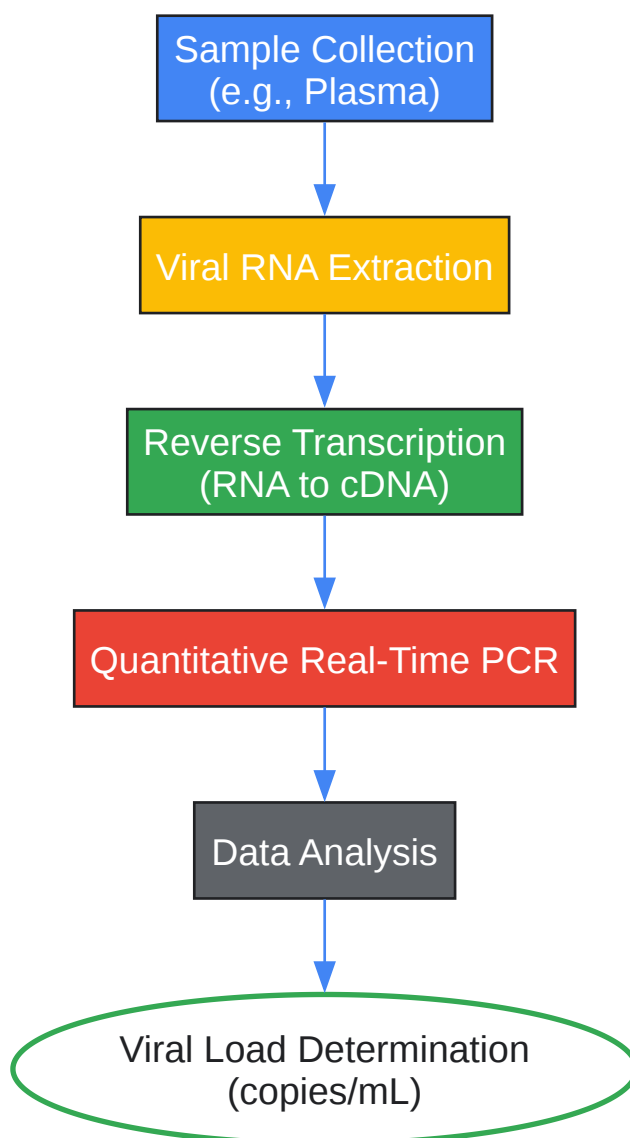 Sample Collection
(e.g., Plasma)
Viral RNA Extraction
Reverse Transcription
(RNA to cDNA)
Quantitative Real-Time PCR
Data Analysis
Viral Load Determination
(copies/mL)